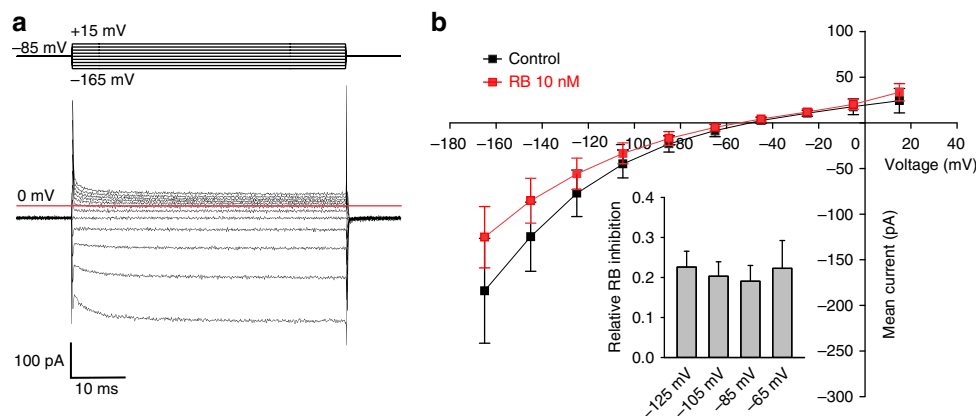 a
+15 mV
−85 mV
−165 mV
0 mV
100 pA
10 ms
b
Control
RB 10 nM
100
50
0
−50
−100
−150
−200
−250
−300
−180 −160 −140 −120 −100 −80 −60 −40 −20 0 20 40
Voltage (mV)
Mean current (pA)
Relative RB inhibition
0.4
0.3
0.2
0.1
0.0
−125 mV
−105 mV
−85 mV
−65 mV